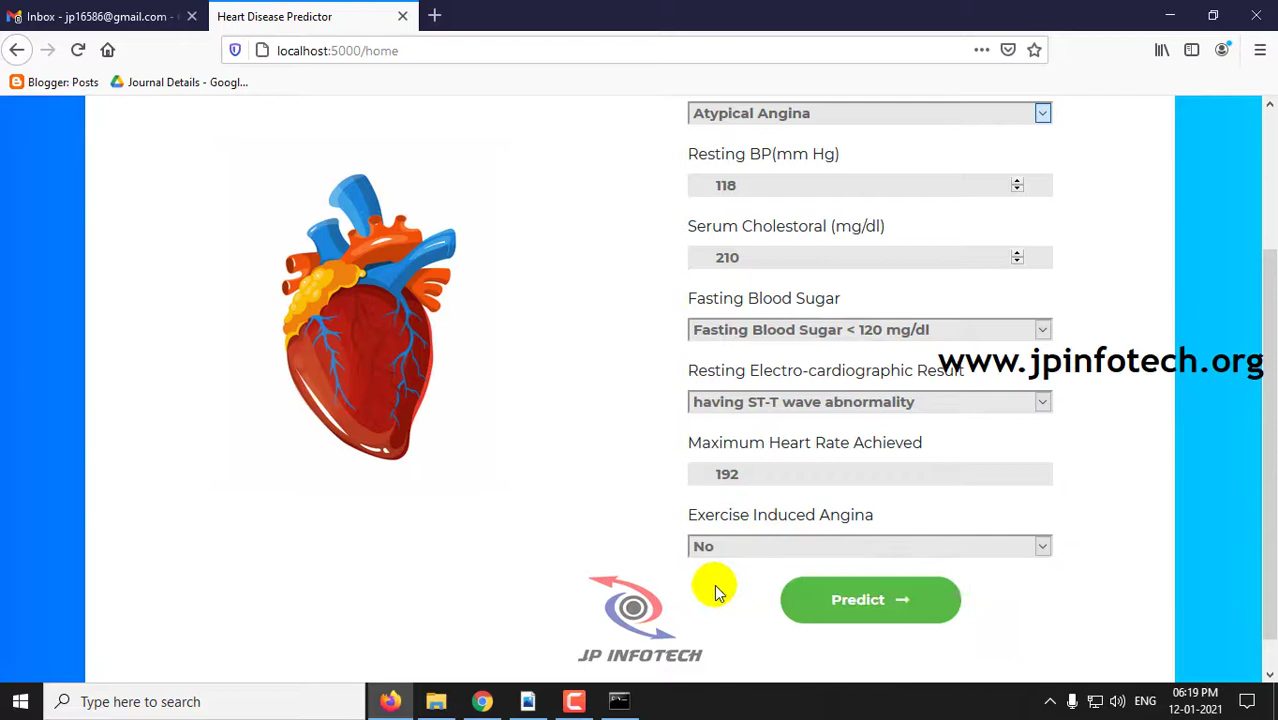 Inbox - jp16586@gmail.com -
Heart Disease Predictor
localhost:5000/home
Blogger: Posts
Journal Details - Googl...
Atypical Angina
Resting BP(mm Hg)
118
Serum Cholestoral (mg/dl)
210
Fasting Blood Sugar
Fasting Blood Sugar < 120 mg/dl
www.jpinfotech.org
Resting Electro-cardiographic Result
having ST-T wave abnormality
Maximum Heart Rate Achieved
192
Exercise Induced Angina
No
Predict
JP INFOTECH
Type here to search
ENG
06:19 PM
12-01-2021